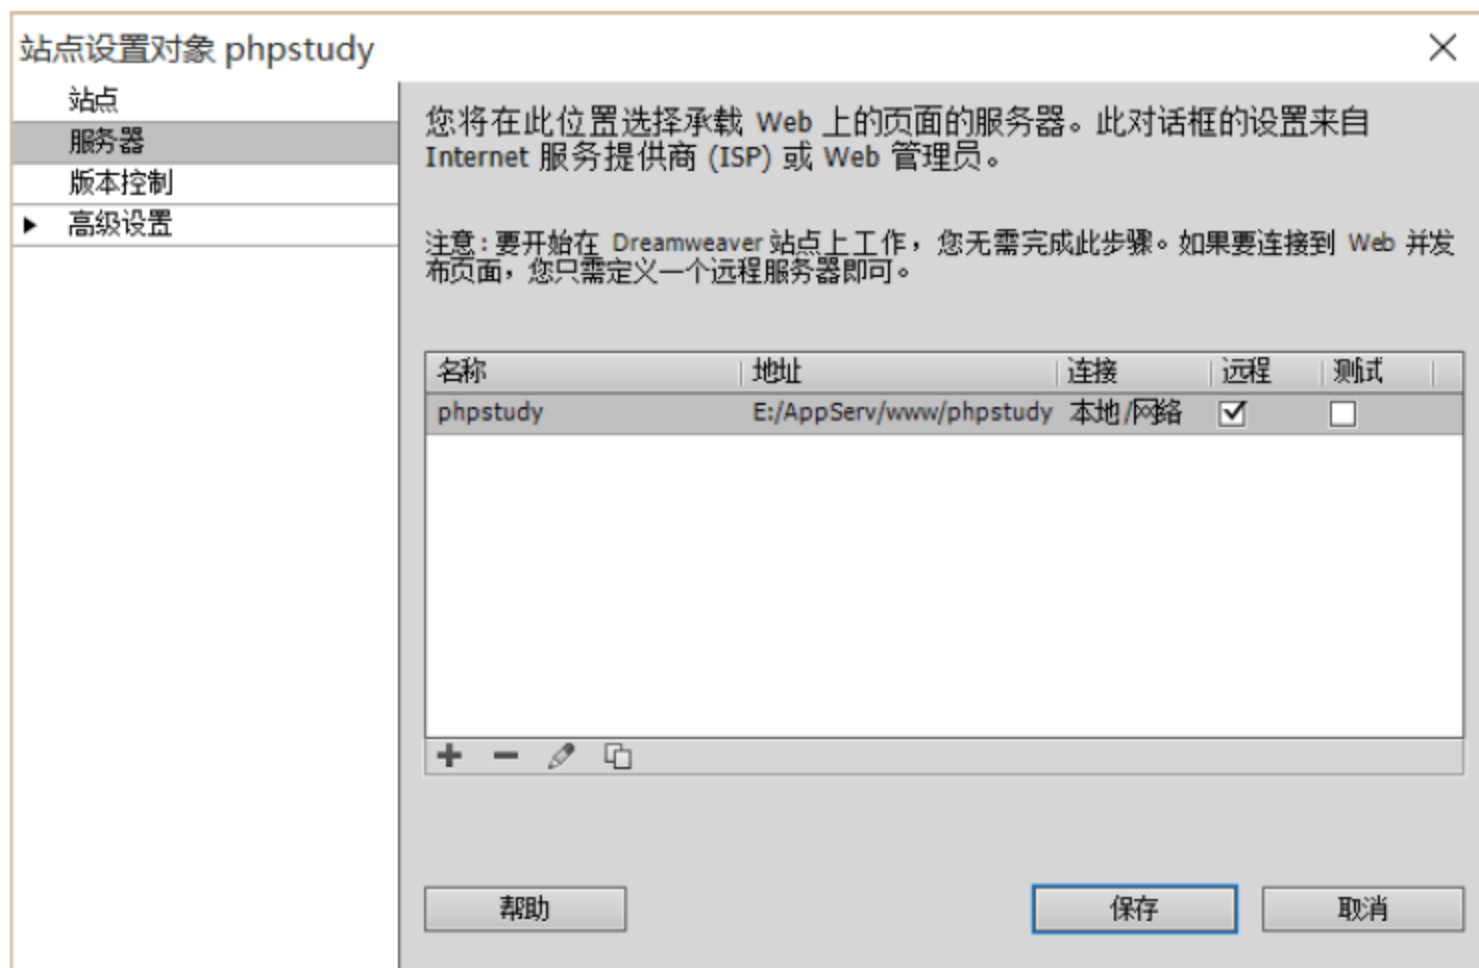 站点设置对象 phpstudy
站点
服务器
版本控制
高级设置
您将在此位置选择承载 Web 上的页面的服务器。此对话框的设置来自
Internet 服务提供商 (ISP) 或 Web 管理员。
注意：要开始在 Dreamweaver 站点上工作，您无需完成此步骤。如果要连接到 Web 并发
布页面，您只需定义一个远程服务器即可。
名称 地址 连接 远程 测试
phpstudy E:/AppServ/www/phpstudy 本地/网络
帮助 保存 取消